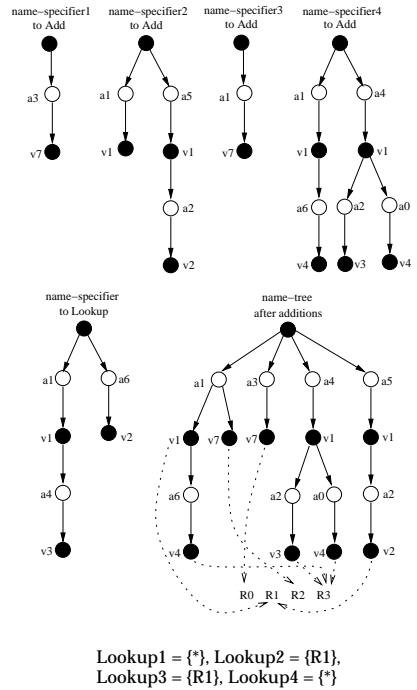 name-specifier1 name-specifier2 name-specifier3 name-specifier4
to Add to Add to Add to Add
a3 a1 a5 a1 a1 a4
v7 v1 v1 v7 v1 v1
a2 a6 a2 a0
v2 v4 v3 v4
name-specifier name-tree
to Lookup after additions
a1 a6 a1 a3 a4 a5
v1 v2 v1 v7 v7 v1 v1
a4 a6 a2 a0 a2
v3 v4 v3 v4 v2
R0 R1 R2 R3
Lookup1 = {*}, Lookup2 = {R1},
Lookup3 = {R1}, Lookup4 = {*}